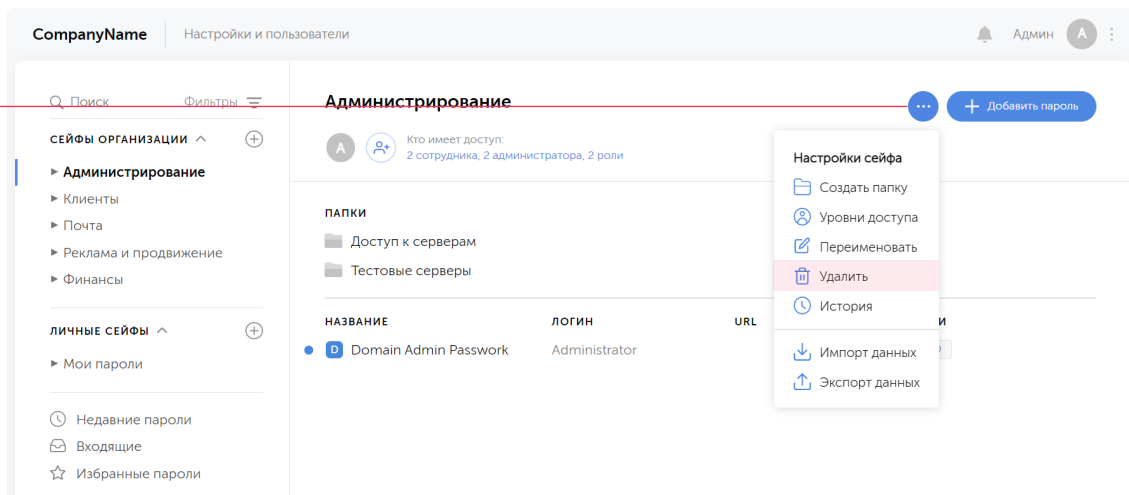 CompanyName
Настройки и пользователи
Админ
A
Поиск
Фильтры
СЕЙФЫ ОРГАНИЗАЦИИ
Администрирование
Клиенты
Почта
Реклама и продвижение
Финансы
ЛИЧНЫЕ СЕЙФЫ
Мои пароли
Недавние пароли
Входящие
Избранные пароли
Администрирование
Добавить пароль
A
Кто имеет доступ:
2 сотрудника, 2 администратора, 2 роли
ПАПКИ
Доступ к серверам
Тестовые серверы
НАЗВАНИЕ ЛОГИН URL
D Domain Admin Passwork Administrator
Настройки сейфа
Создать папку
Уровни доступа
Переименовать
Удалить
История
Импорт данных
Экспорт данных